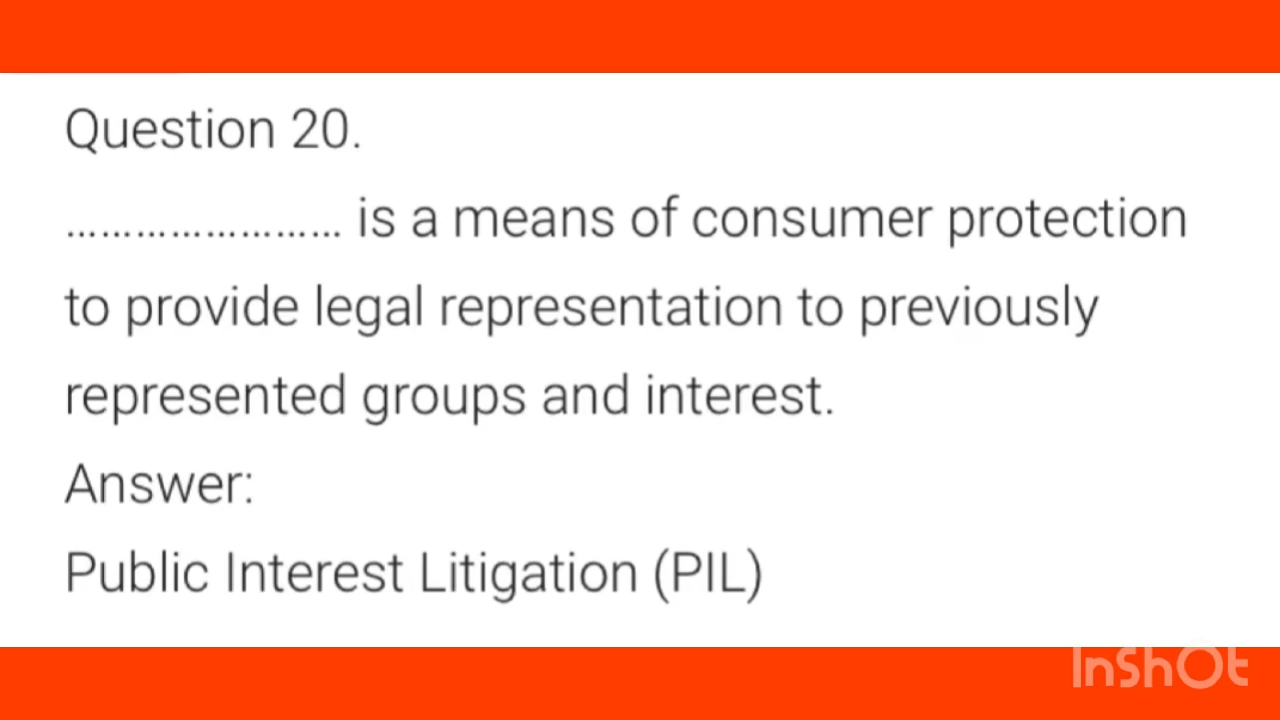 Question 20.
........................ is a means of consumer protection
to provide legal representation to previously
represented groups and interest.
Answer:
Public Interest Litigation (PIL)
InShOt